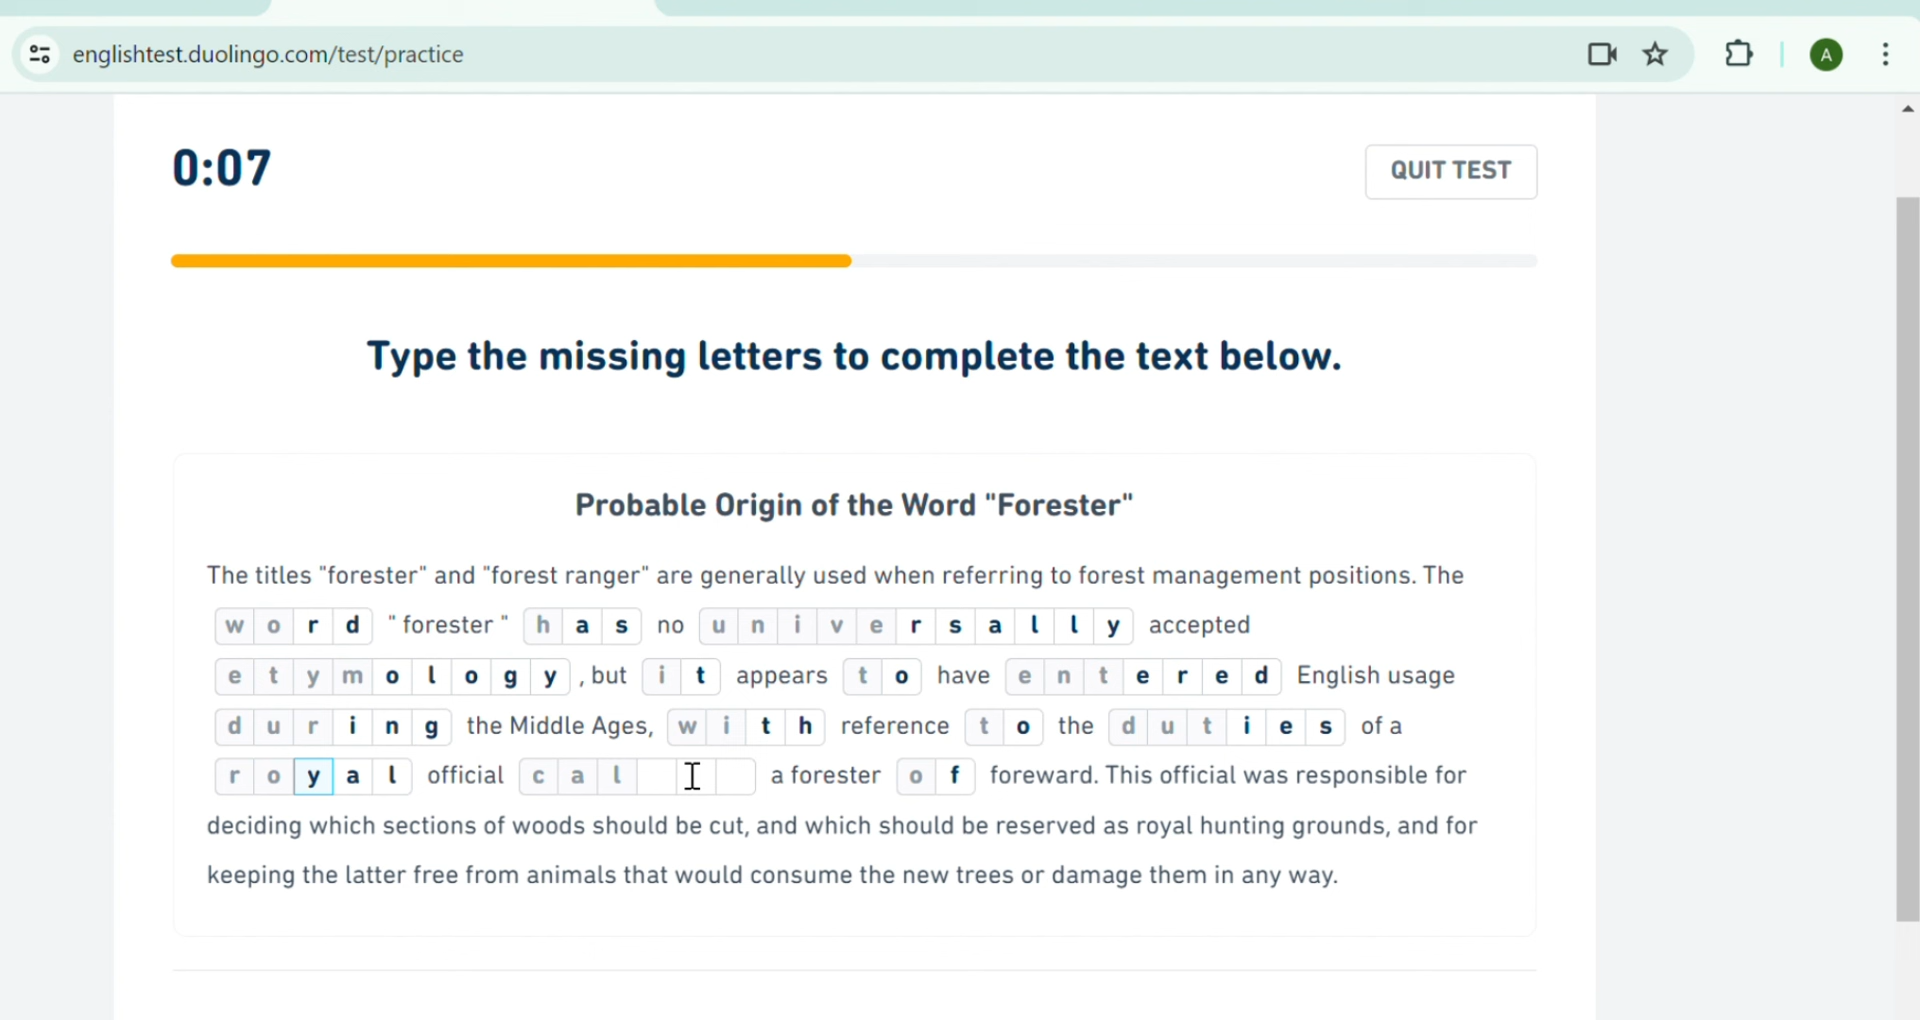 englishtest.duolingo.com/test/practice
A
0:07
QUIT TEST
Type the missing letters to complete the text below.
Probable Origin of the Word "Forester"
The titles "forester" and "forest ranger" are generally used when referring to forest management positions. The
word "forester" has no universally accepted
etymology, but it appears to have entered English usage
during the Middle Ages, with reference to the duties of a
royal official cal a forester of foreward. This official was responsible for
deciding which sections of woods should be cut, and which should be reserved as royal hunting grounds, and for
keeping the latter free from animals that would consume the new trees or damage them in any way.